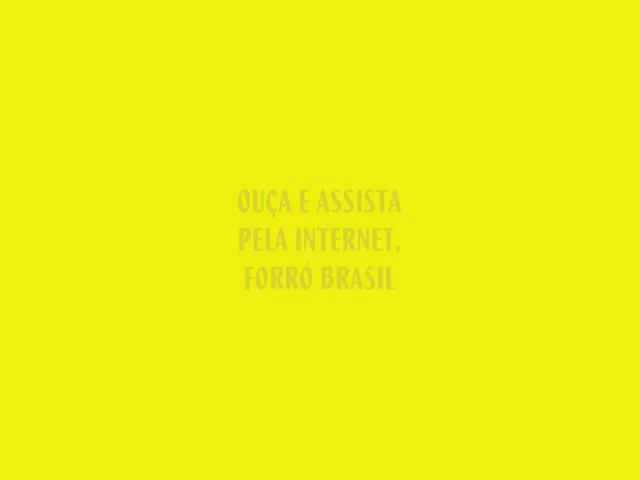 OUÇA E ASSISTA
PELA INTERNET,
FORRÓ BRASIL